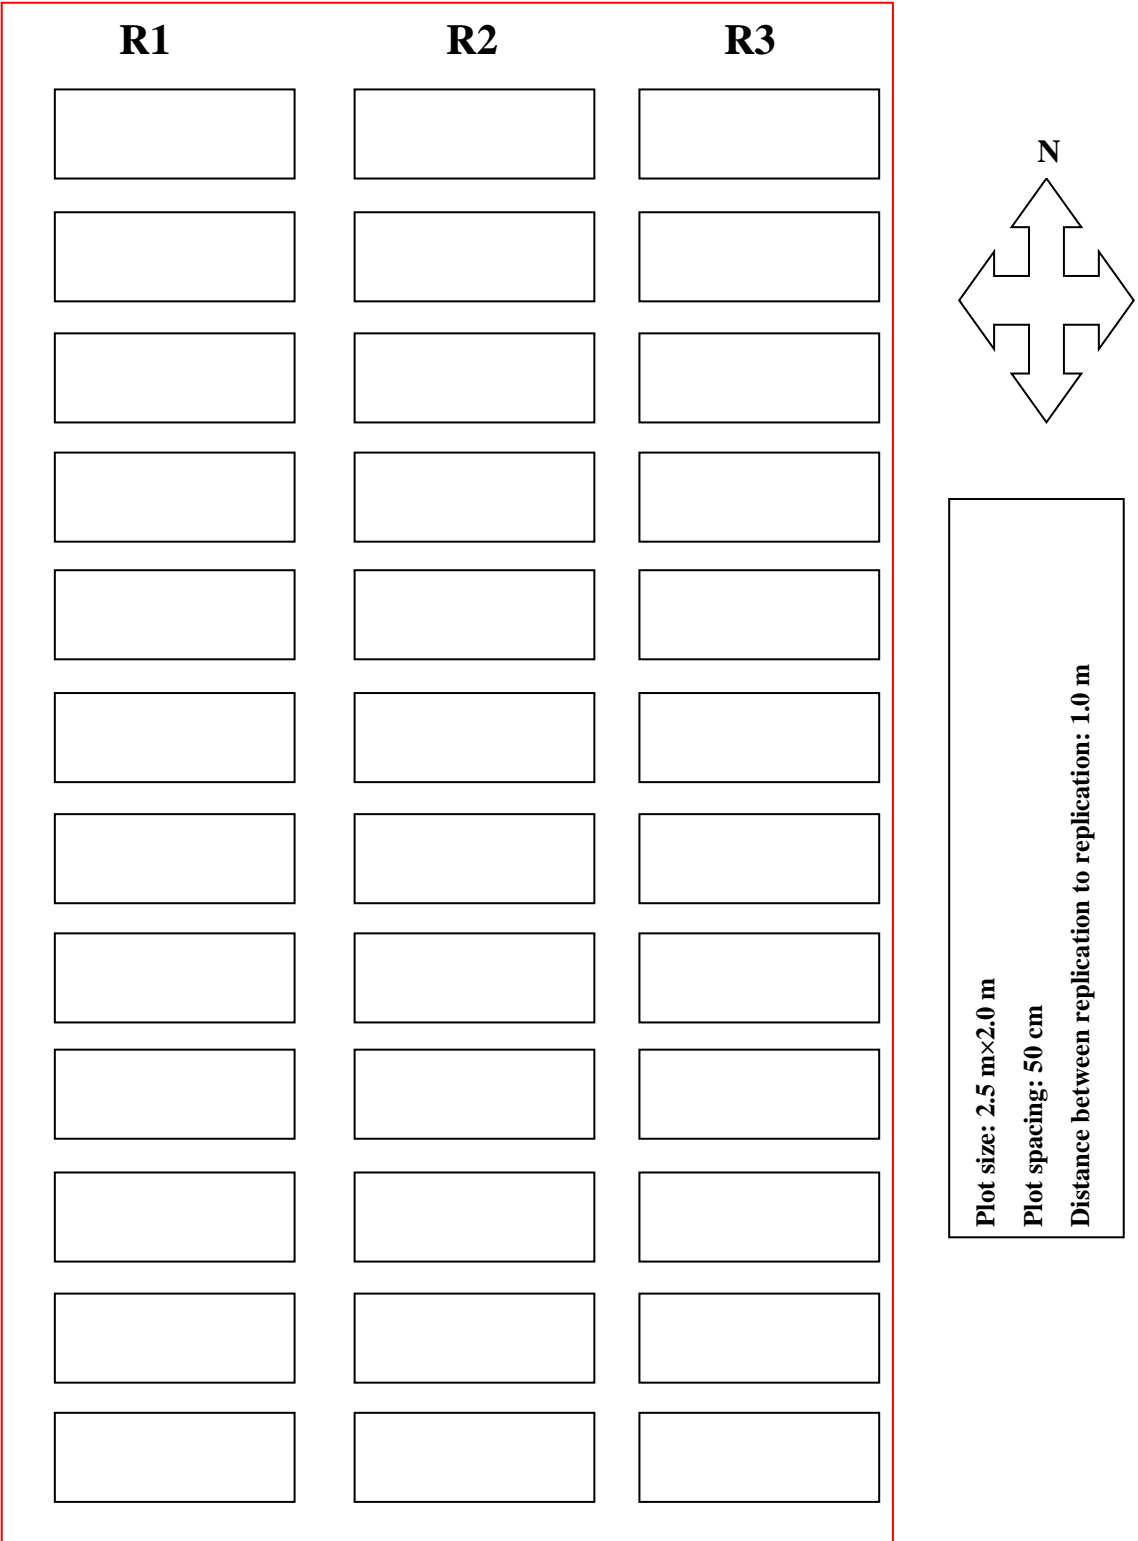 R1 R2 R3
N
Plot size: 2.5 m×2.0 m
Plot spacing: 50 cm
Distance between replication to replication: 1.0 m